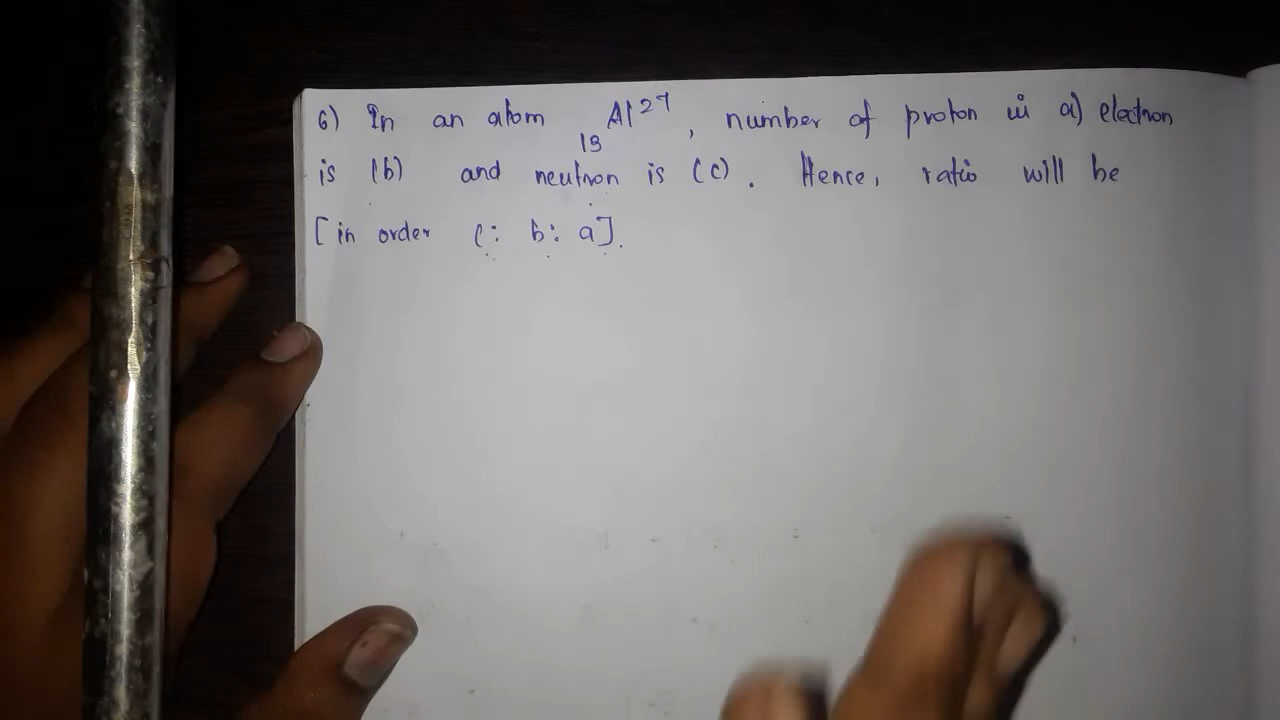 6) In an atom 13Al27, number of proton is a) electron
is (b) and neutron is (c). Hence, ratio will be
[in order c: b: a].